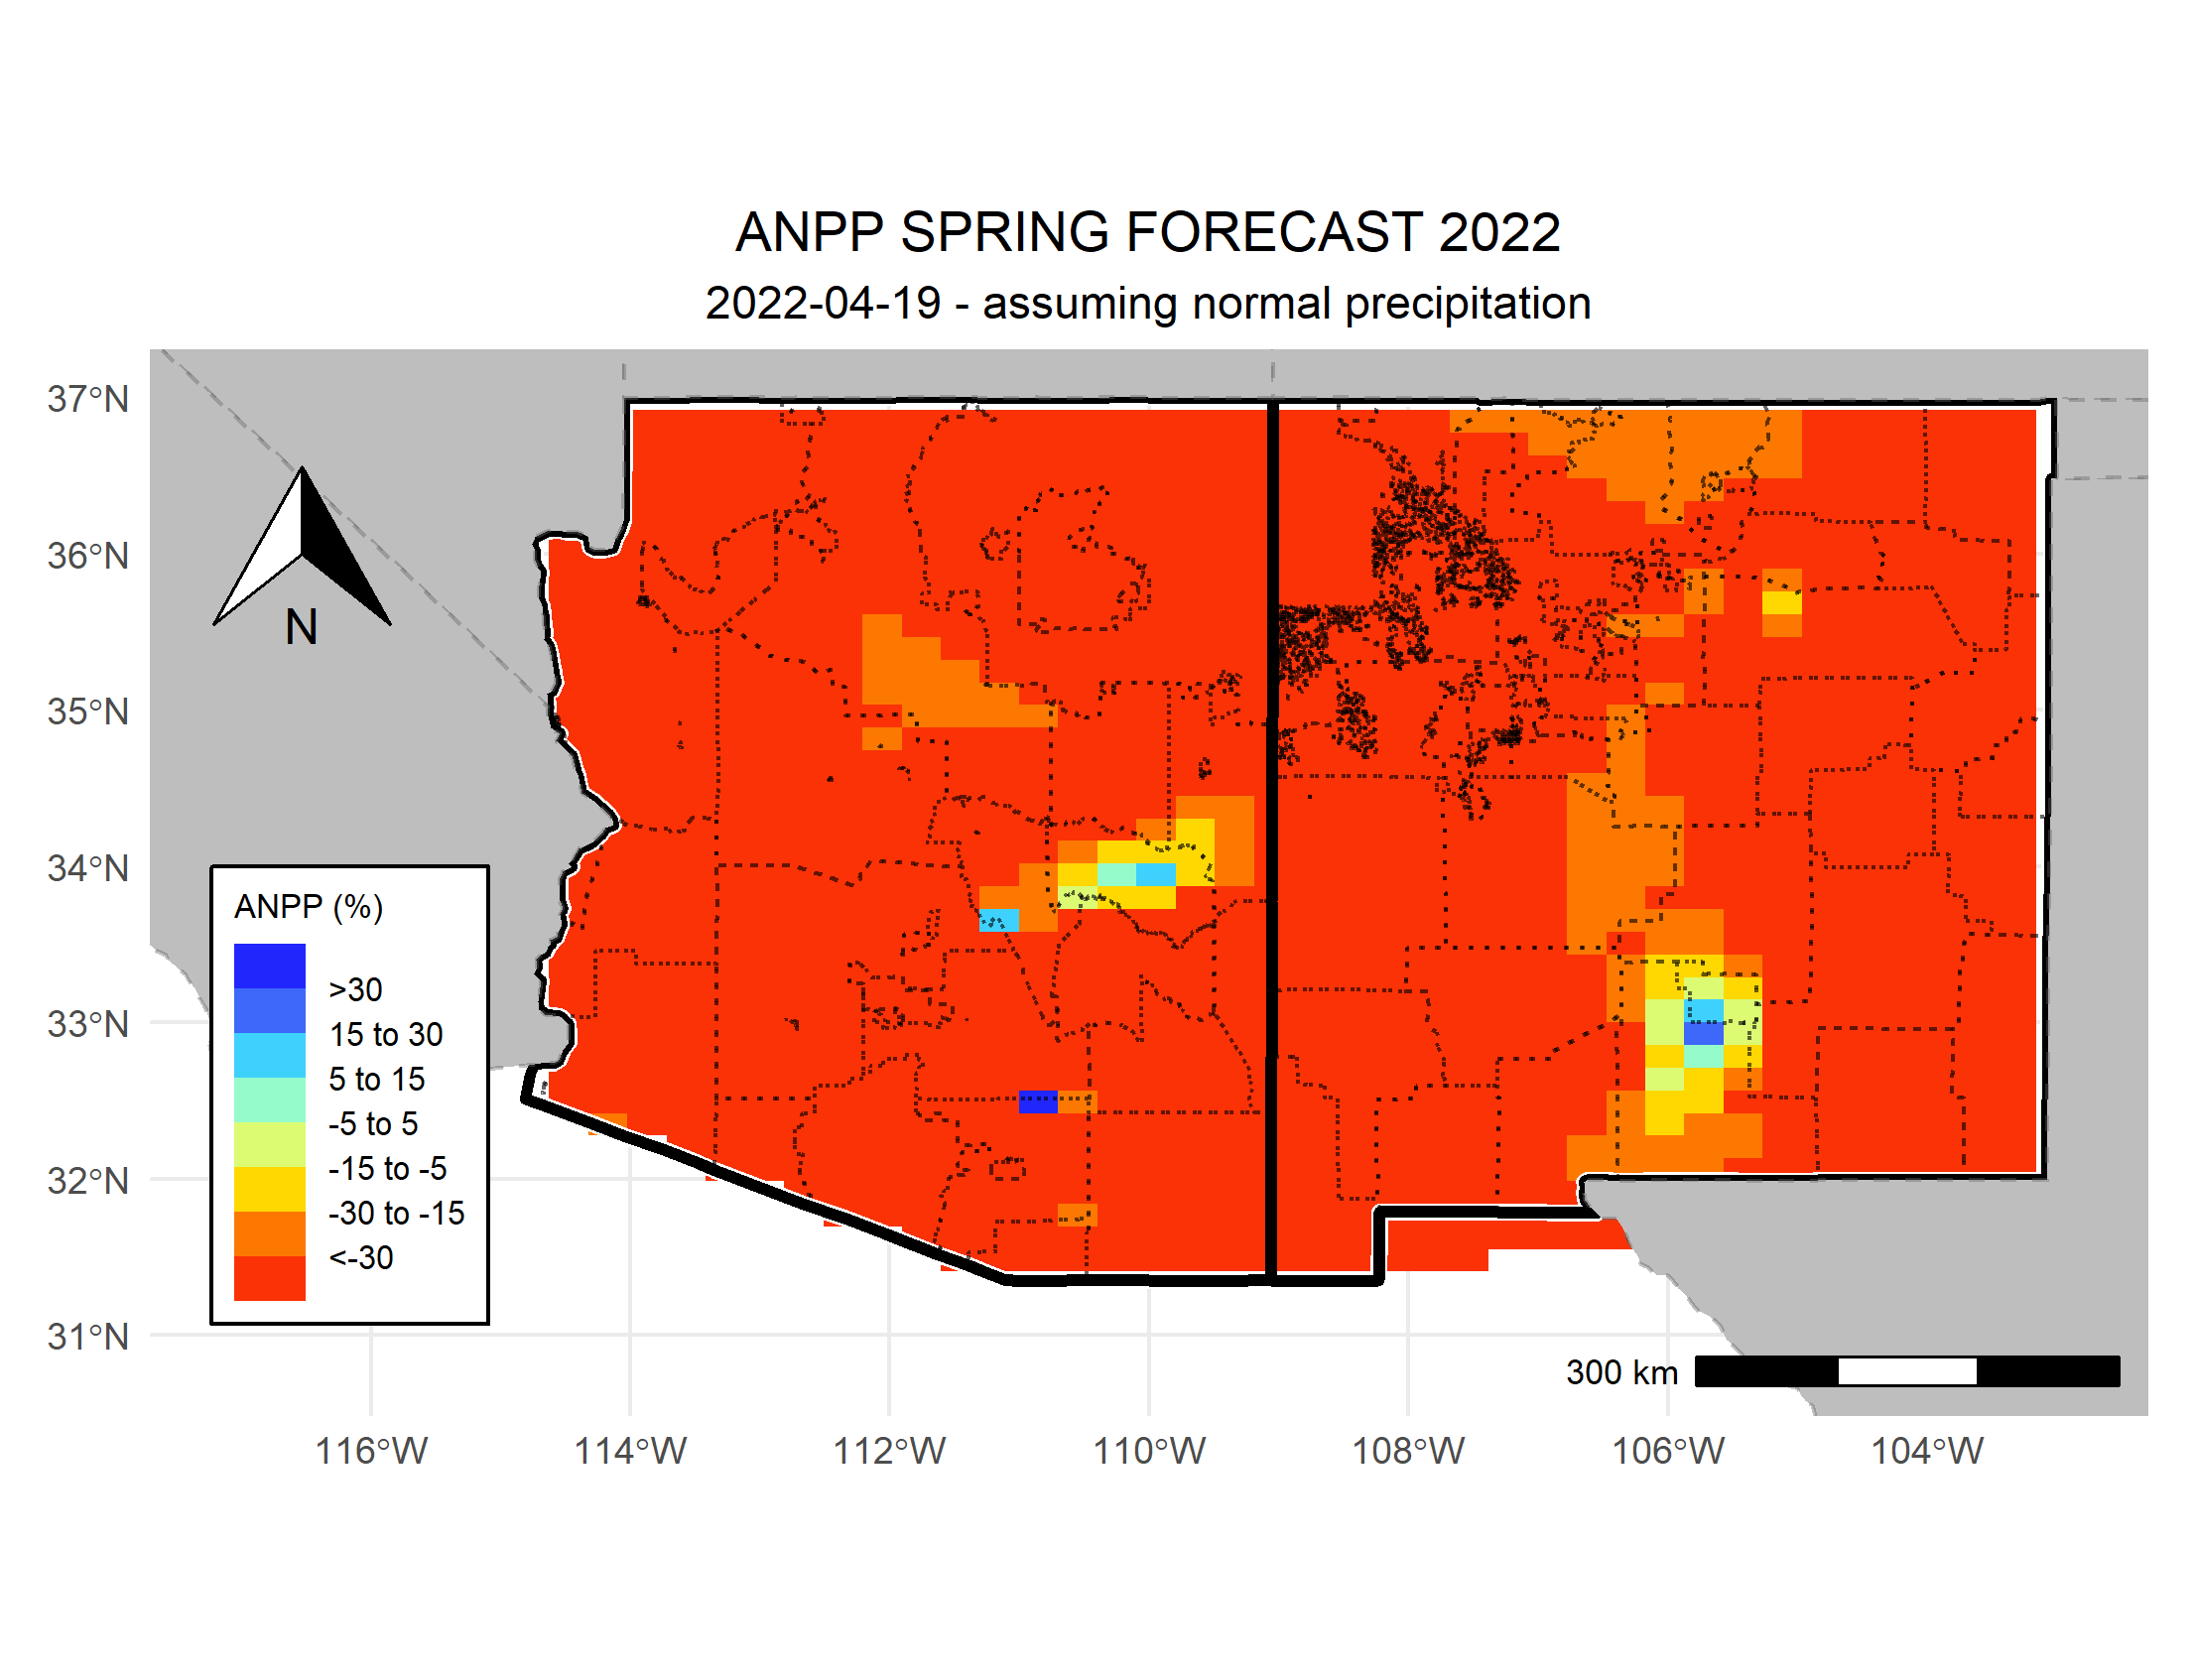 ANPP SPRING FORECAST 2022
2022-04-19 - assuming normal precipitation
37°N
36°N
35°N
34°N
33°N
32°N
31°N
N
ANPP (%)
>30
15 to 30
5 to 15
-5 to 5
-15 to -5
-30 to -15
<-30
300 km
116°W
114°W
112°W
110°W
108°W
106°W
104°W